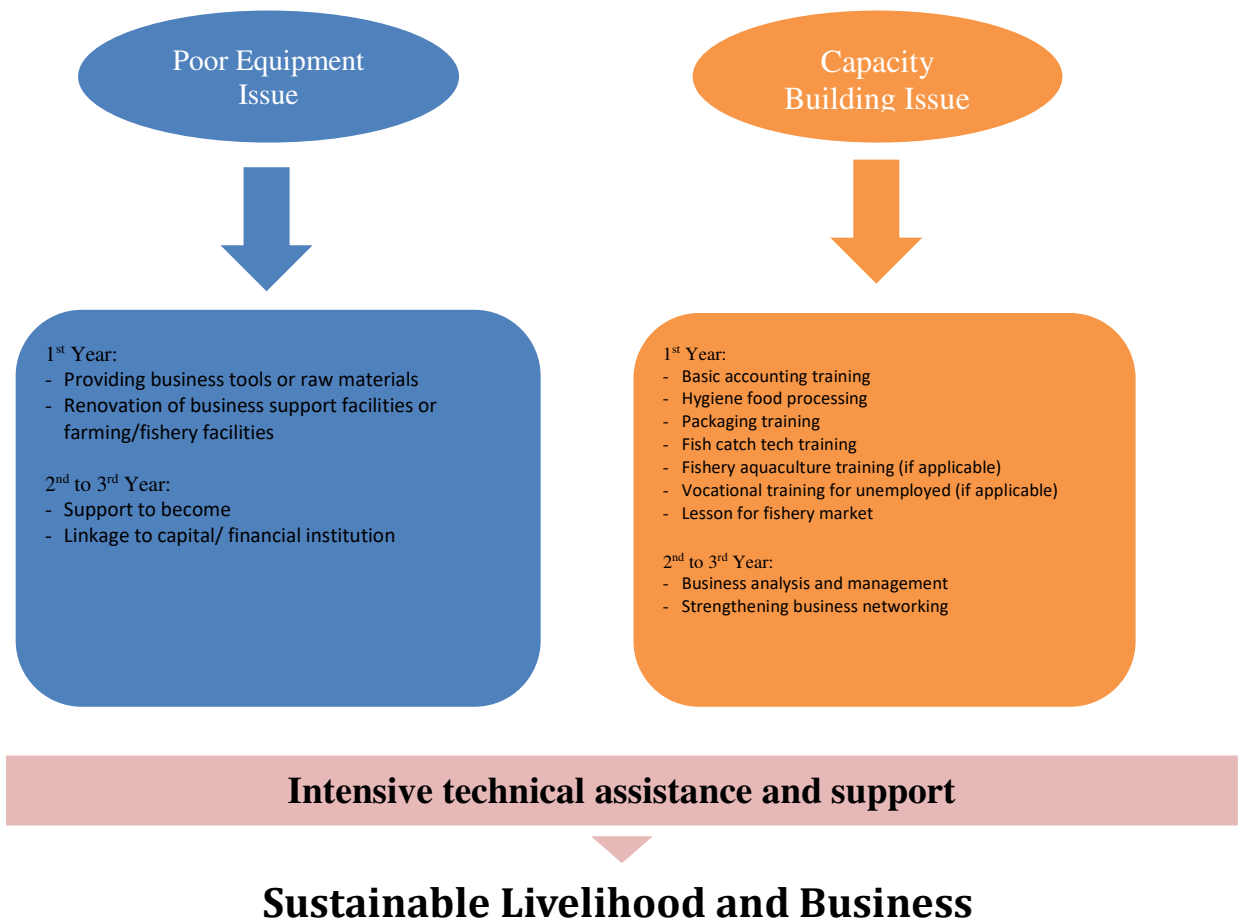 Poor Equipment
Issue
Capacity
Building Issue
1st Year:
- Providing business tools or raw materials
- Renovation of business support facilities or
farming/fishery facilities
2nd to 3rd Year:
- Support to become
- Linkage to capital/ financial institution
1st Year:
- Basic accounting training
- Hygiene food processing
- Packaging training
- Fish catch tech training
- Fishery aquaculture training (if applicable)
- Vocational training for unemployed (if applicable)
- Lesson for fishery market
2nd to 3rd Year:
- Business analysis and management
- Strengthening business networking
Intensive technical assistance and support
Sustainable Livelihood and Business